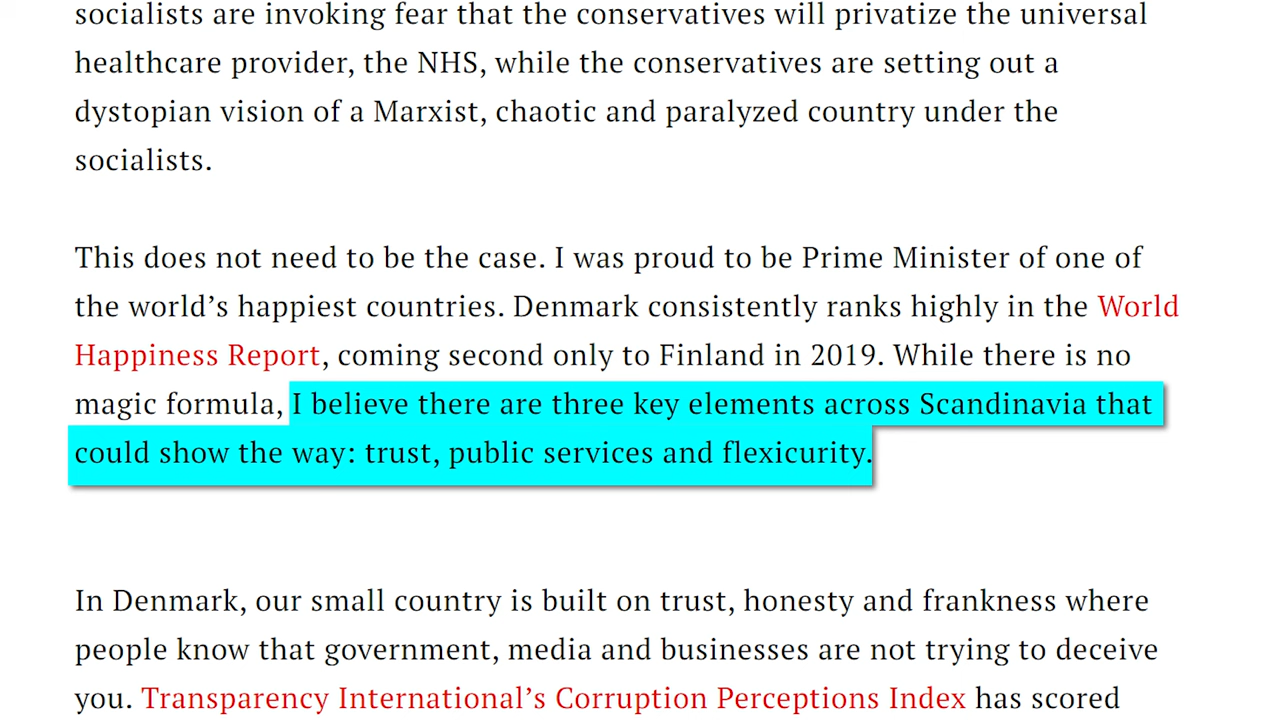 socialists are invoking fear that the conservatives will privatize the universal
healthcare provider, the NHS, while the conservatives are setting out a
dystopian vision of a Marxist, chaotic and paralyzed country under the
socialists.
This does not need to be the case. I was proud to be Prime Minister of one of
the world’s happiest countries. Denmark consistently ranks highly in the World
Happiness Report, coming second only to Finland in 2019. While there is no
magic formula, I believe there are three key elements across Scandinavia that
could show the way: trust, public services and flexicurity.
In Denmark, our small country is built on trust, honesty and frankness where
people know that government, media and businesses are not trying to deceive
you. Transparency International’s Corruption Perceptions Index has scored